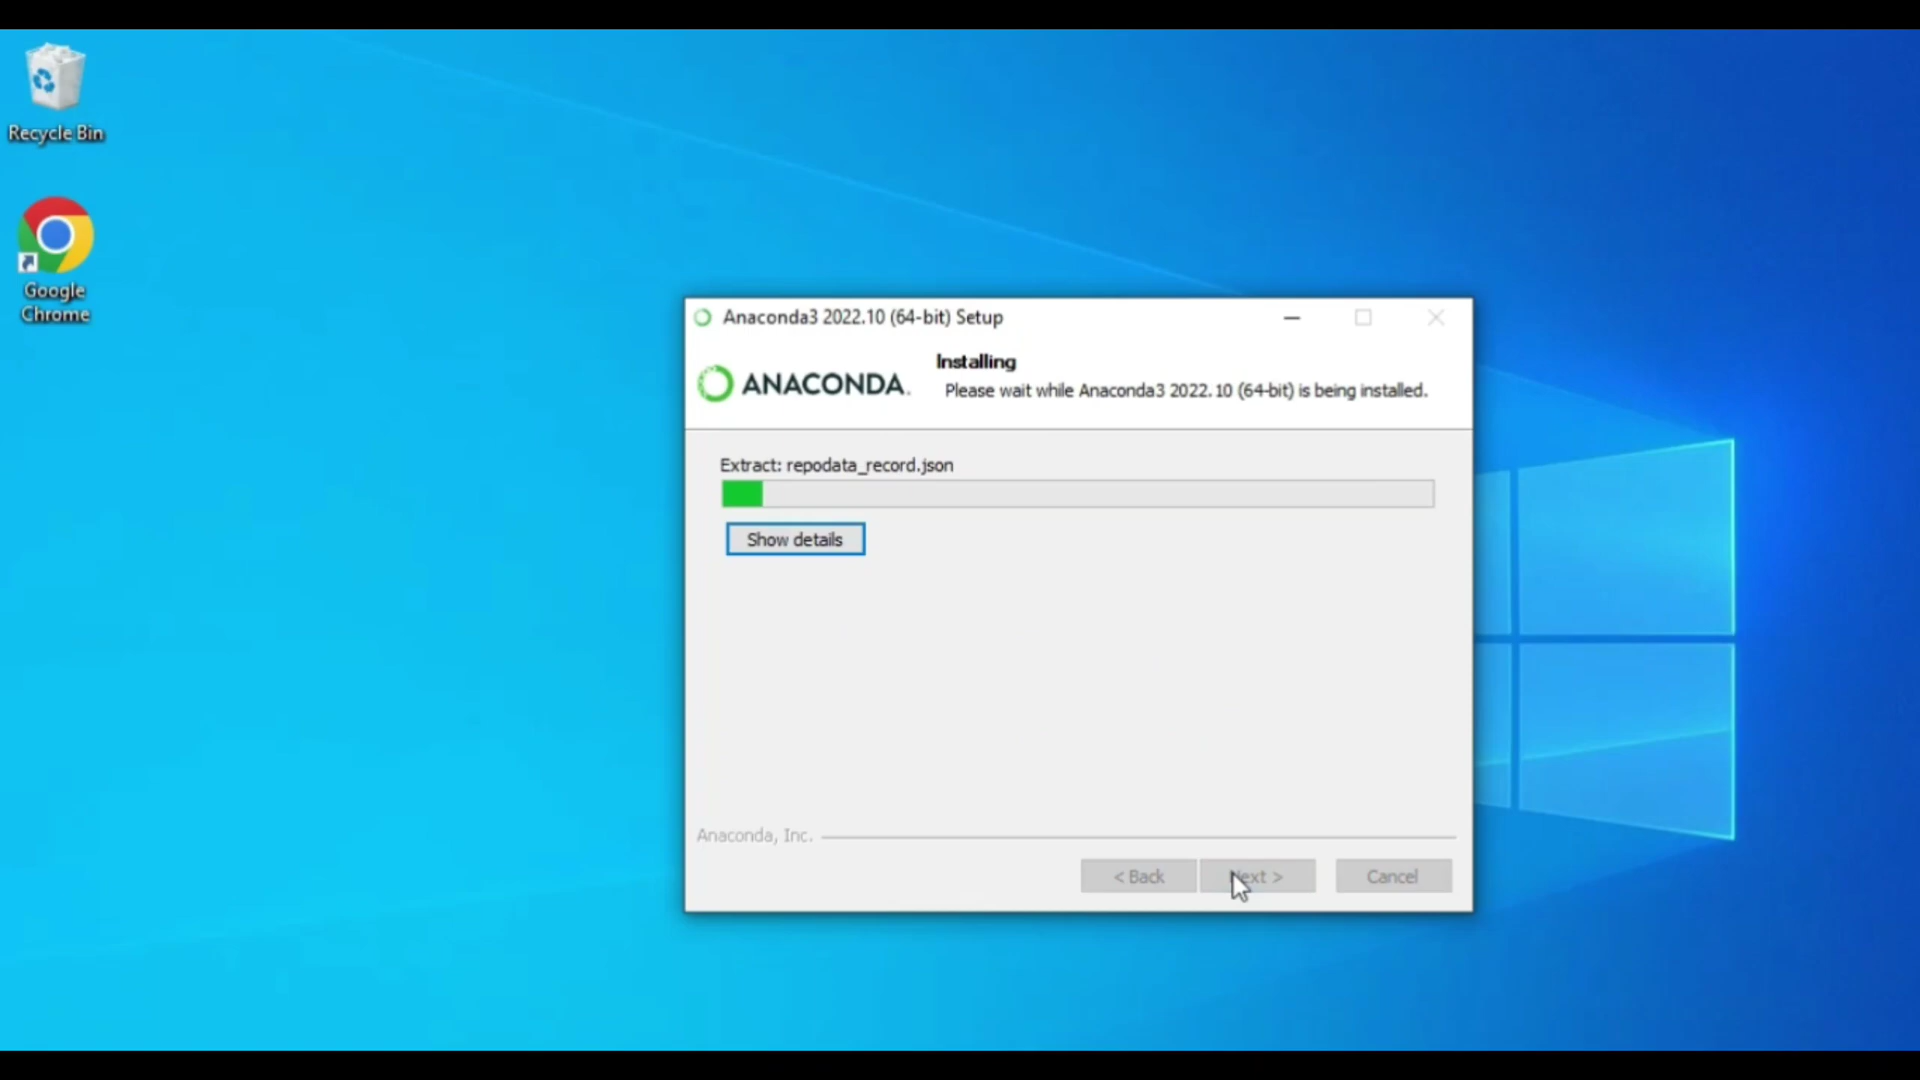 Recycle Bin
Google
Chrome
Anaconda3 2022.10 (64-bit) Setup
ANACONDA.
Installing
Please wait while Anaconda3 2022.10 (64-bit) is being installed.
Extract: repodata_record.json
Show details
Anaconda, Inc.
< Back
Next >
Cancel